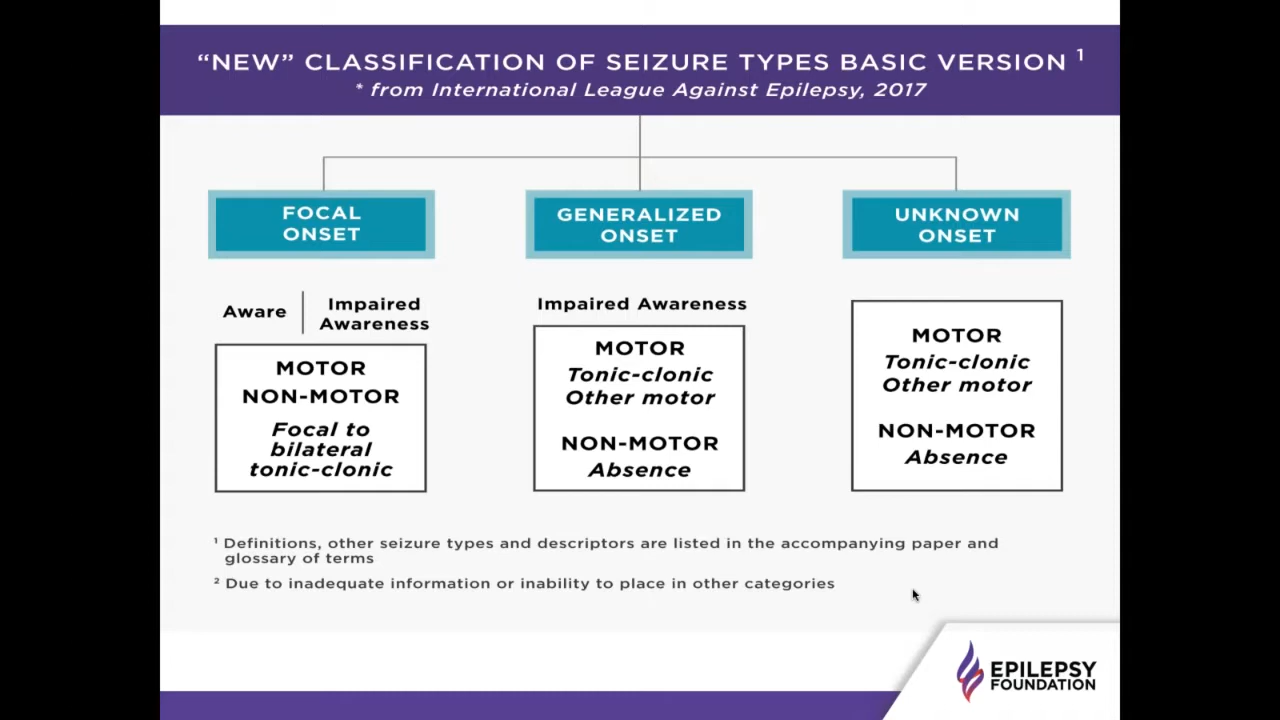 “NEW” CLASSIFICATION OF SEIZURE TYPES BASIC VERSION ¹
* from International League Against Epilepsy, 2017
FOCAL
ONSET
Aware
Impaired
Awareness
MOTOR
NON-MOTOR
Focal to
bilateral
tonic-clonic
GENERALIZED
ONSET
Impaired Awareness
MOTOR
Tonic-clonic
Other motor
NON-MOTOR
Absence
UNKNOWN
ONSET
MOTOR
Tonic-clonic
Other motor
NON-MOTOR
Absence
¹ Definitions, other seizure types and descriptors are listed in the accompanying paper and
glossary of terms
² Due to inadequate information or inability to place in other categories
EPILEPSY
FOUNDATION